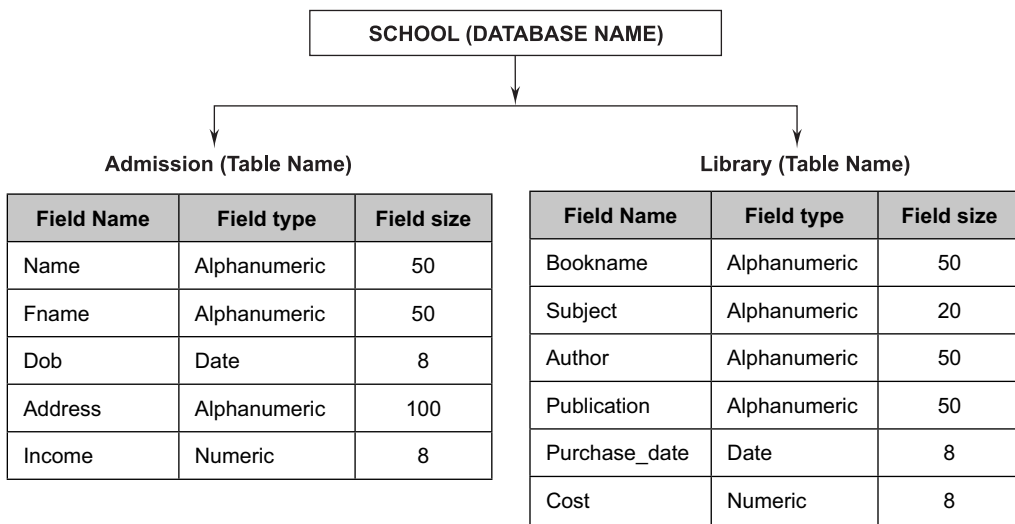 SCHOOL (DATABASE NAME)
Admission (Table Name)
Field Name Field type Field size
Name Alphanumeric 50
Fname Alphanumeric 50
Dob Date 8
Address Alphanumeric 100
Income Numeric 8
Library (Table Name)
Field Name Field type Field size
Bookname Alphanumeric 50
Subject Alphanumeric 20
Author Alphanumeric 50
Publication Alphanumeric 50
Purchase_date Date 8
Cost Numeric 8